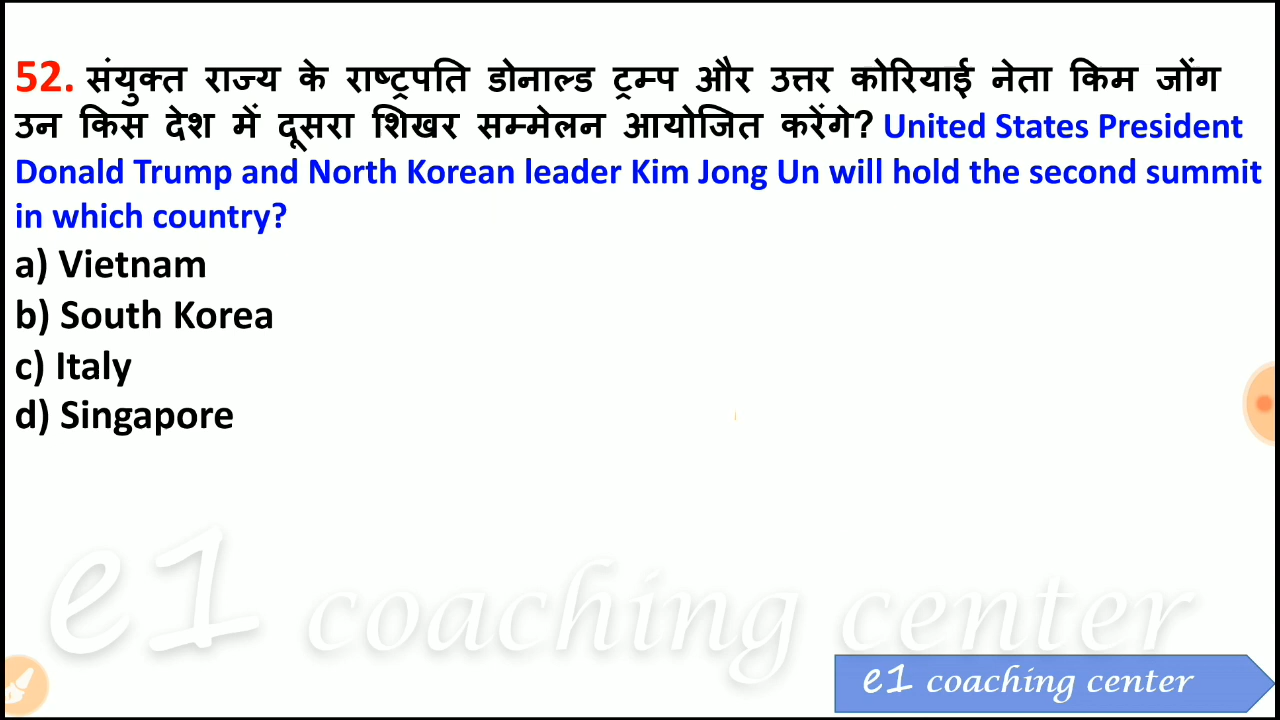 52. संयुक्त राज्य के राष्ट्रपति डोनाल्ड ट्रम्प और उत्तर कोरियाई नेता किम जोंग
उन किस देश में दूसरा शिखर सम्मेलन आयोजित करेंगे? United States President
Donald Trump and North Korean leader Kim Jong Un will hold the second summit
in which country?
a) Vietnam
b) South Korea
c) Italy
d) Singapore
e1 coaching center
e1 coaching center